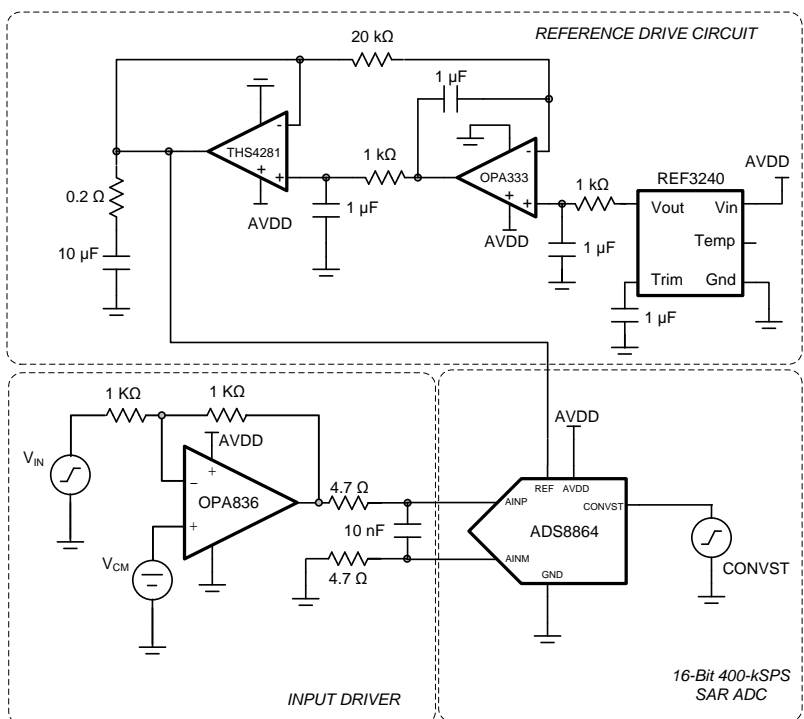 REFERENCE DRIVE CIRCUIT
20 kΩ
1 µF
-
THS4281
+ +
AVDD
1 kΩ
1 µF
-
OPA333
+ +
AVDD
1 kΩ
1 µF
REF3240
AVDD
Vout Vin
Temp
Trim Gnd
1 µF
0.2 Ω
10 µF
1 KΩ
1 KΩ
AVDD
VIN
+
−
OPA836
+
VCM
4.7 Ω
10 nF
4.7 Ω
INPUT DRIVER
AVDD
REF AVDD
AINP
CONVST
ADS8864
AINM
GND
CONVST
16-Bit 400-kSPS
SAR ADC